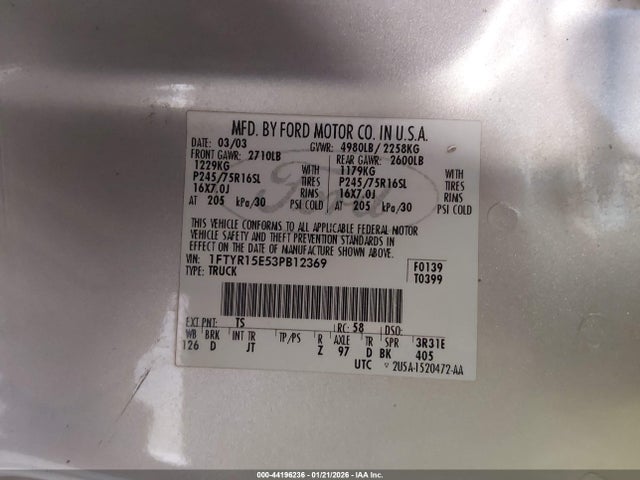 MFD. BY FORD MOTOR CO. IN U.S.A.
DATE: 03/03 GVWR: 4980LB/ 2258KG
FRONT GAWR: 2710LB REAR GAWR: 2600LB
1229KG WITH 1179KG WITH
P245/75R16SL TIRES P245/75R16SL TIRES
16X7.0J RIMS 16X7.0J RIMS
AT 205 kPa/30 PSI COLD AT 205 kPa/30 PSI COLD
Ford
THIS VEHICLE CONFORMS TO ALL APPLICABLE FEDERAL MOTOR
VEHICLE SAFETY AND THEFT PREVENTION STANDARDS IN
EFFECT ON THE DATE OF MANUFACTURE SHOWN ABOVE.
VIN: 1FTYR15E53PB12369 F0139
TYPE: TRUCK T0399
EXT PNT: TS RC: 58 DSO:
WB BRK INT TR TP/PS R AXLE TR SPR 3R31E
126 D JT Z 97 D BK 405
UTC 2USA-1520472-AA
000-44196236 - 01/21/2026 - IAA Inc.